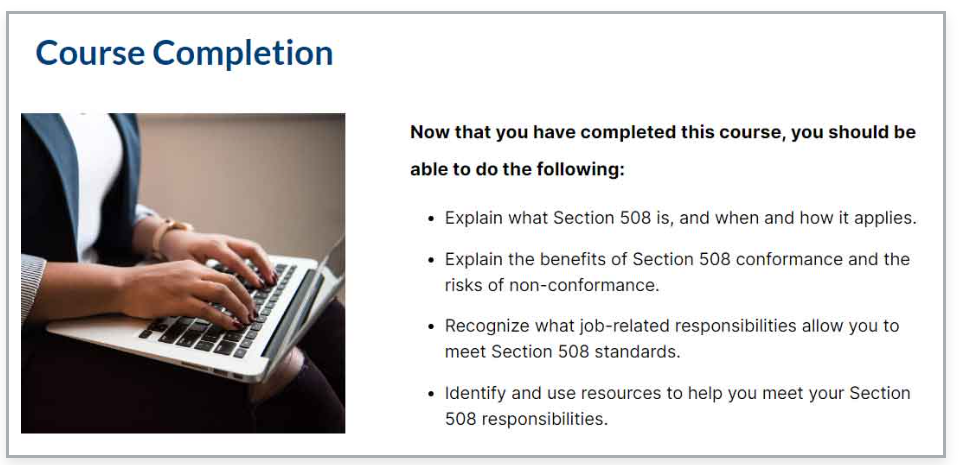 Course Completion
Now that you have completed this course, you should be
able to do the following:
• Explain what Section 508 is, and when and how it applies.
• Explain the benefits of Section 508 conformance and the
risks of non-conformance.
• Recognize what job-related responsibilities allow you to
meet Section 508 standards.
• Identify and use resources to help you meet your Section
508 responsibilities.